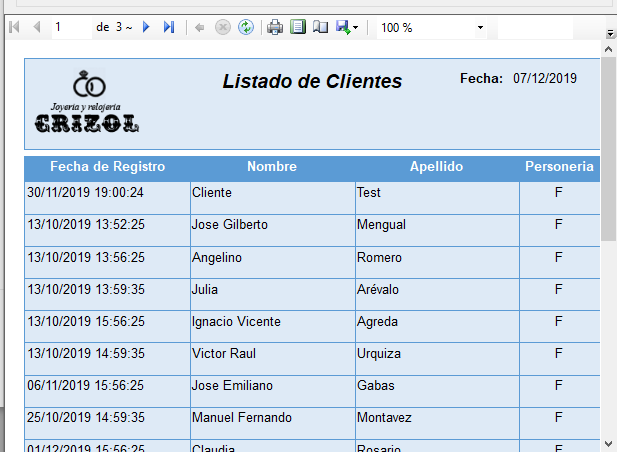 1 de 3 ~ 100 %
Listado de Clientes Fecha: 07/12/2019
Joyeria y relojeria
GRIZOL
Fecha de Registro Nombre Apellido Personeria
30/11/2019 19:00:24 Cliente Test F
13/10/2019 13:52:25 Jose Gilberto Mengual F
13/10/2019 13:56:25 Angelino Romero F
13/10/2019 13:59:35 Julia Arévalo F
13/10/2019 15:56:25 Ignacio Vicente Agreda F
13/10/2019 14:59:35 Victor Raul Urquiza F
06/11/2019 15:56:25 Jose Emiliano Gabas F
25/10/2019 14:59:35 Manuel Fernando Montavez F
01/12/2019 15:56:25 Claudia Rosario